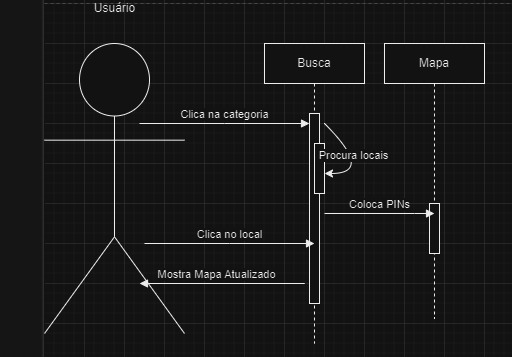 Usuário
Busca
Mapa
Clica na categoria
Procura locais
Coloca PINs
Clica no local
Mostra Mapa Atualizado